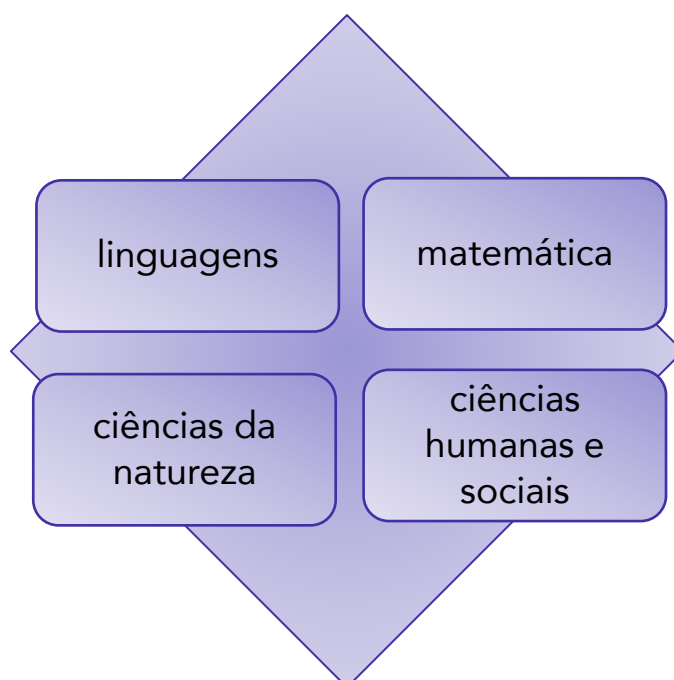 linguagens
matemática
ciências da
natureza
ciências
humanas e
sociais